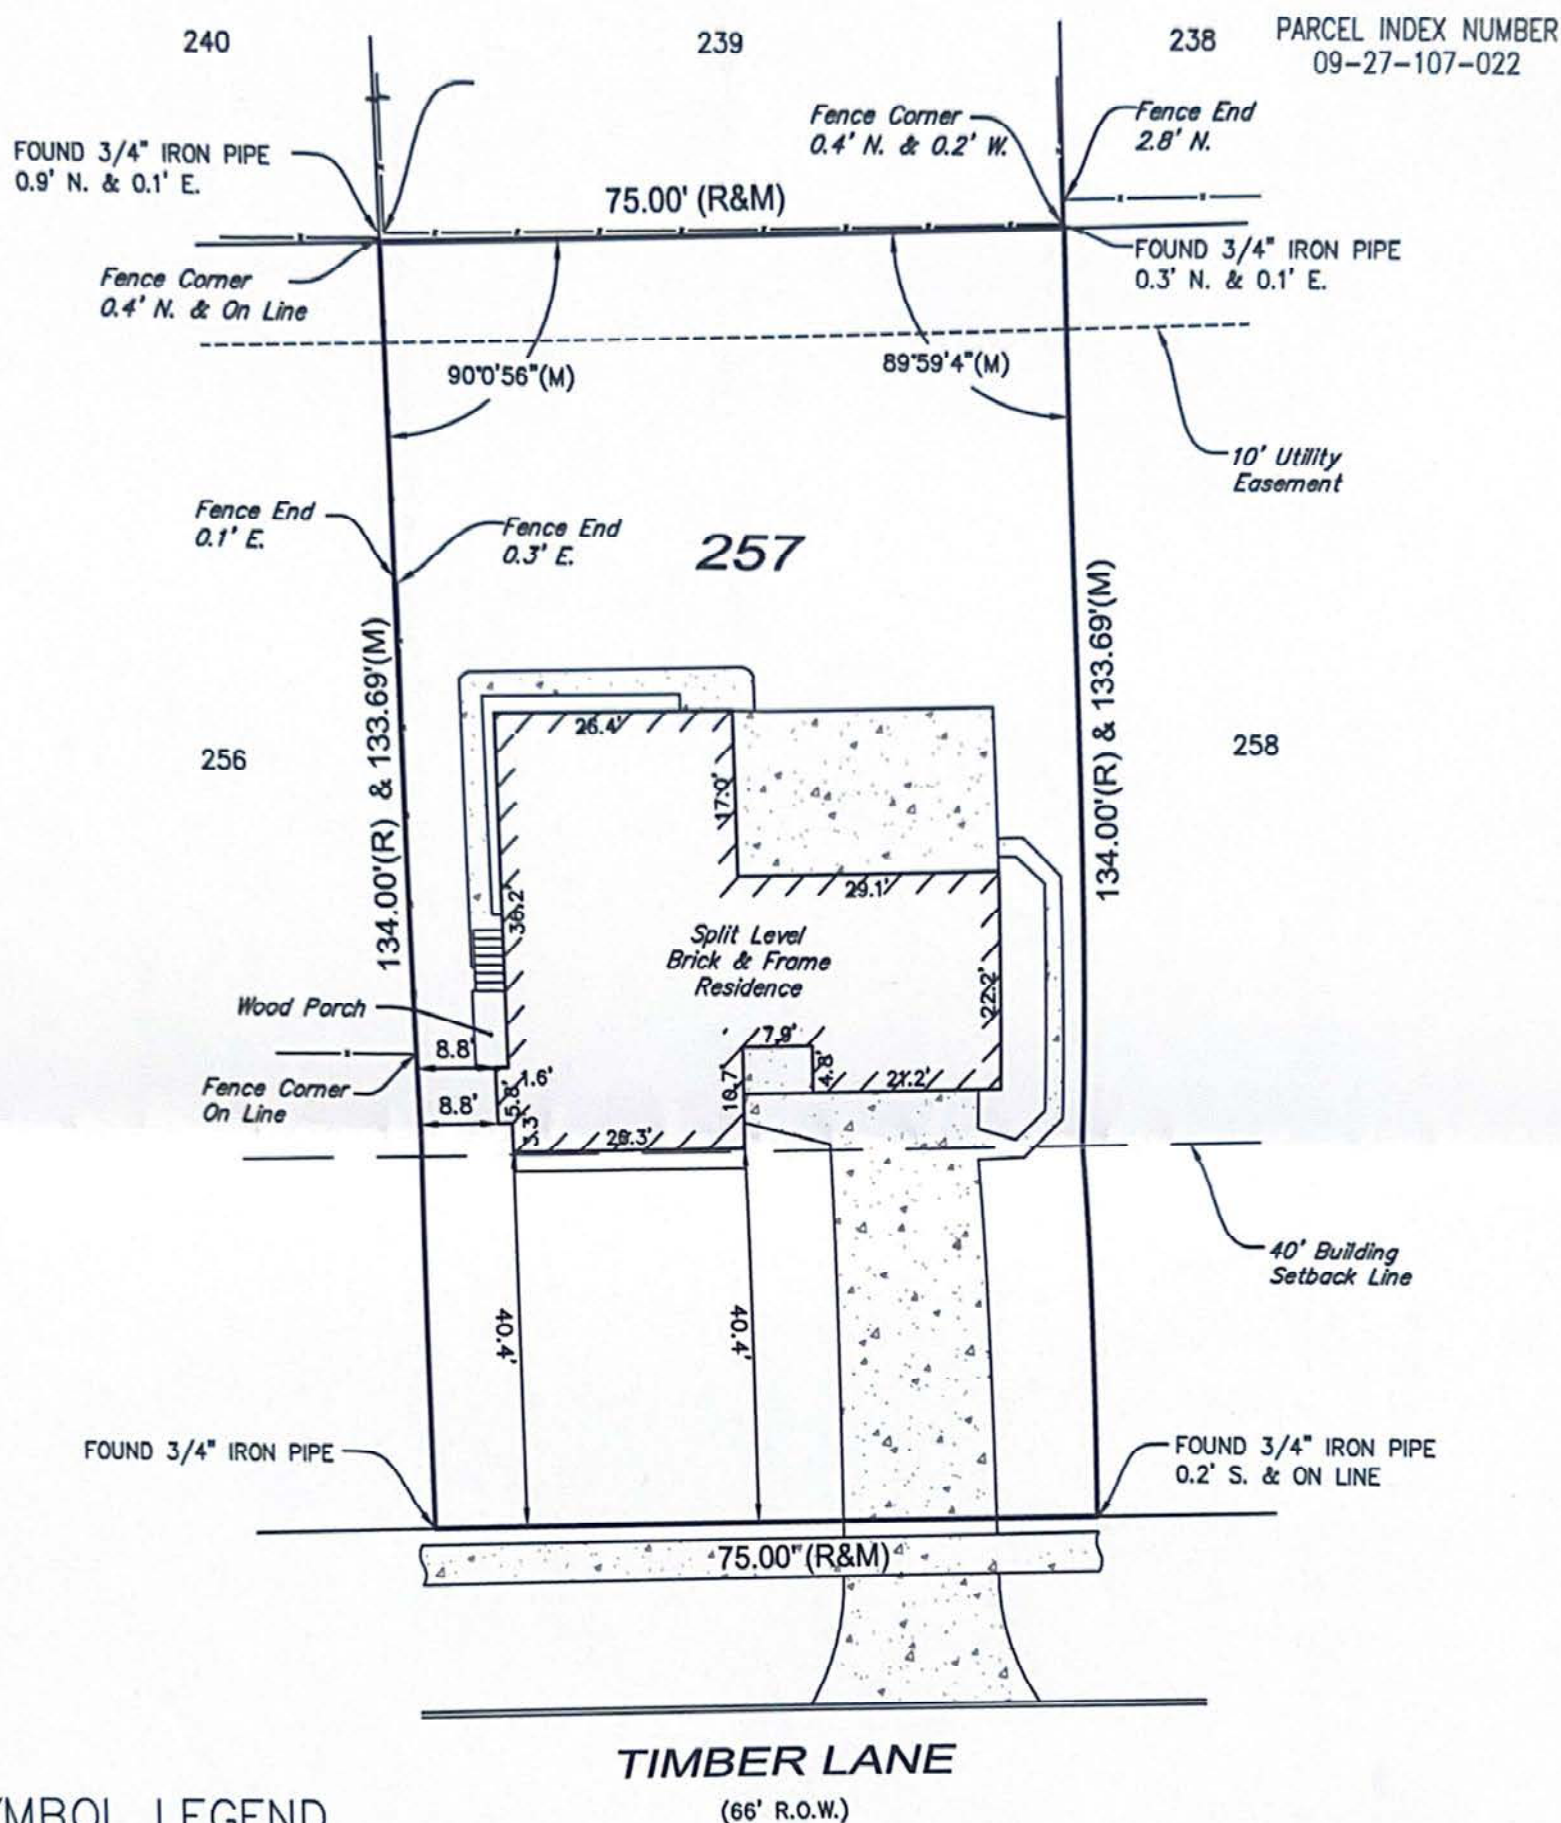 240
239
238
PARCEL INDEX NUMBER
09-27-107-022
Fence Corner
0.4' N. & 0.2' W.
Fence End
2.8' N.
FOUND 3/4" IRON PIPE
0.9' N. & 0.1' E.
75.00' (R&M)
FOUND 3/4" IRON PIPE
0.3' N. & 0.1' E.
Fence Corner
0.4' N. & On Line
90°0'56"(M)
89°59'4"(M)
10' Utility
Easement
Fence End
0.1' E.
Fence End
0.3' E.
257
134.00'(R) & 133.69'(M)
134.00'(R) & 133.69'(M)
256
258
26.4'
17.0'
29.1'
Split Level
Brick & Frame
Residence
22.2'
Wood Porch
7.9'
4.8'
21.2'
10.7'
8.8'
1.6'
5.8'
Fence Corner
On Line
8.8'
3.3'
40' Building
Setback Line
40.4'
40.4'
FOUND 3/4" IRON PIPE
FOUND 3/4" IRON PIPE
0.2' S. & ON LINE
75.00"(R&M)
TIMBER LANE
(66' R.O.W.)
YMBOL LEGEND